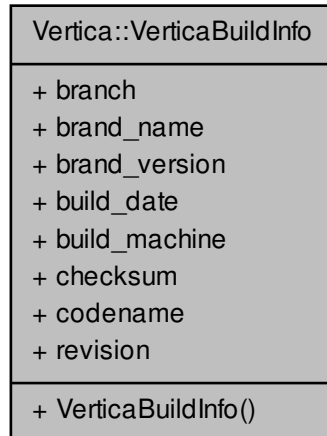 Vertica::VerticaBuildInfo
+ branch
+ brand_name
+ brand_version
+ build_date
+ build_machine
+ checksum
+ codename
+ revision
+ VerticaBuildInfo()